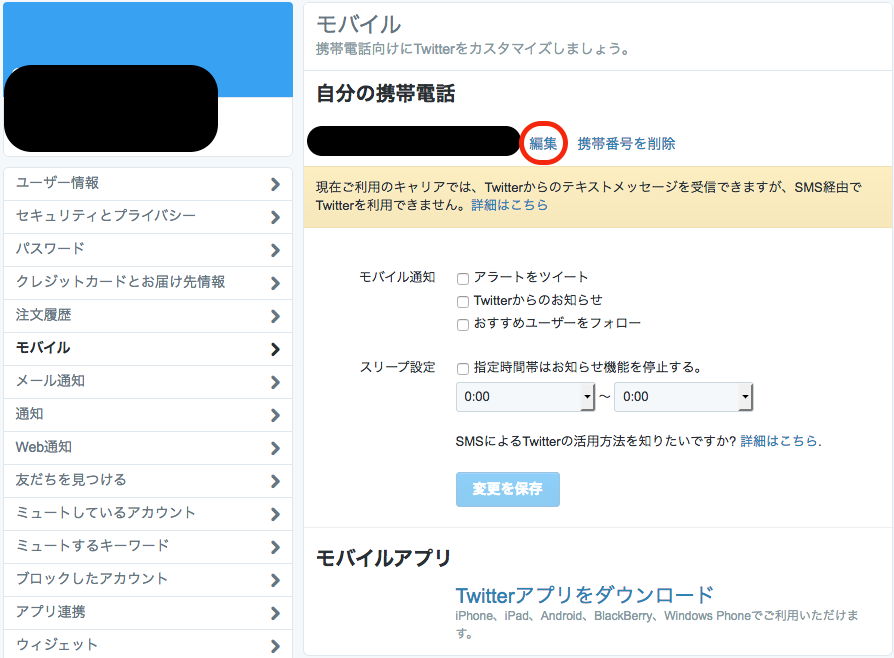 ユーザー情報
セキュリティとプライバシー
パスワード
クレジットカードとお届け先情報
注文履歴
モバイル
メール通知
通知
Web通知
友だちを見つける
ミュートしているアカウント
ミュートするキーワード
ブロックしたアカウント
アプリ連携
ウィジェット
モバイル
携帯電話向けにTwitterをカスタマイズしましょう。
自分の携帯電話
編集 携帯番号を削除
現在ご利用のキャリアでは、Twitterからのテキストメッセージを受信できますが、SMS経由で
Twitterを利用できません。詳細はこちら
モバイル通知 アラートをツイート
Twitterからのお知らせ
おすすめユーザーをフォロー
スリープ設定 指定時間帯はお知らせ機能を停止する。
0:00 ～ 0:00
SMSによるTwitterの活用方法を知りたいですか? 詳細はこちら.
変更を保存
モバイルアプリ
Twitterアプリをダウンロード
iPhone、iPad、Android、BlackBerry、Windows Phoneでご利用いただけま
す。